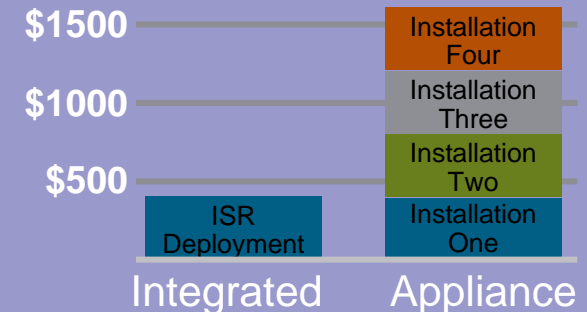 $1500
Installation
Four
$1000
Installation
Three
$500
Installation
Two
ISR
Deployment
Installation
One
Integrated
Appliance